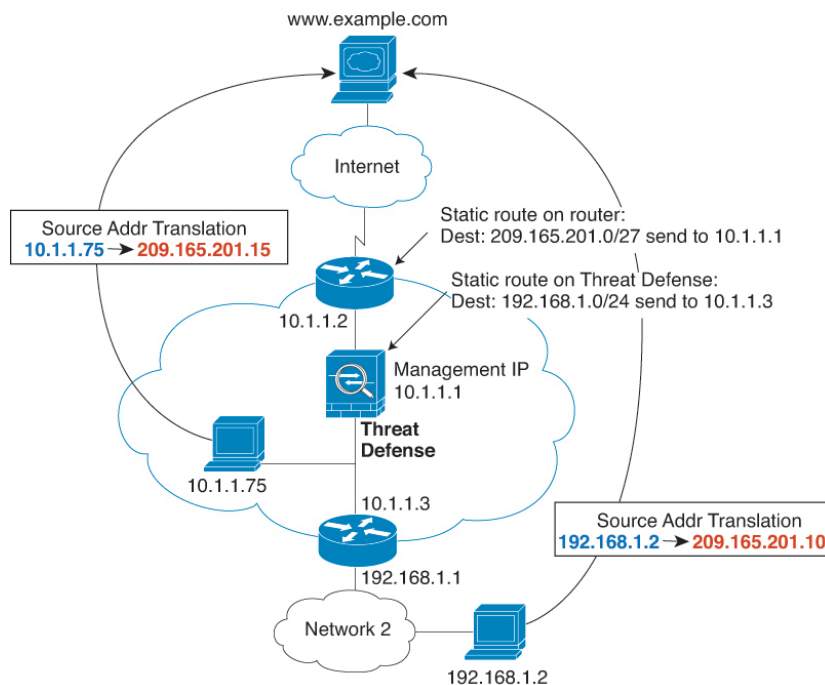 www.example.com
Internet
Source Addr Translation
10.1.1.75 → 209.165.201.15
Static route on router:
Dest: 209.165.201.0/27 send to 10.1.1.1
Static route on Threat Defense:
Dest: 192.168.1.0/24 send to 10.1.1.3
10.1.1.2
Management IP
10.1.1.1
Threat
Defense
10.1.1.75
10.1.1.3
Source Addr Translation
192.168.1.2 → 209.165.201.10
192.168.1.1
Network 2
192.168.1.2